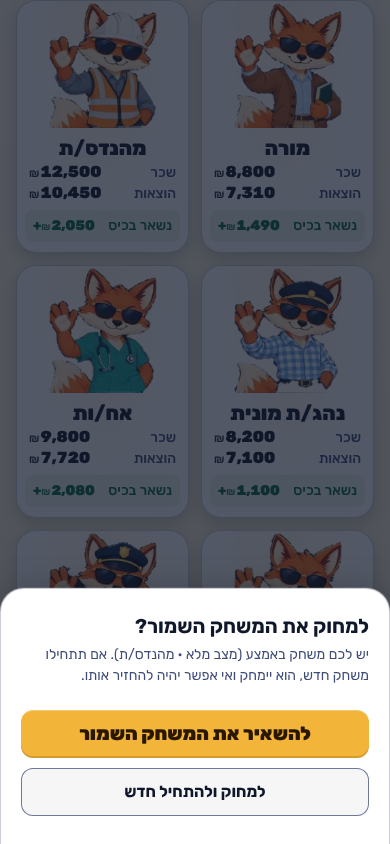 מורה
שכר ₪8,800
הוצאות ₪7,310
נשאר בכיס +₪1,490
מהנדס/ת
שכר ₪12,500
הוצאות ₪10,450
נשאר בכיס +₪2,050
נהג/ת מונית
שכר ₪8,200
הוצאות ₪7,100
נשאר בכיס +₪1,100
אח/ות
שכר ₪9,800
הוצאות ₪7,720
נשאר בכיס +₪2,080
למחוק את המשחק השמור?
יש לכם משחק באמצע (מצב מלא · מהנדס/ת). אם תתחילו
משחק חדש, הוא יימחק ואי אפשר יהיה להחזיר אותו.
להשאיר את המשחק השמור
למחוק ולהתחיל חדש